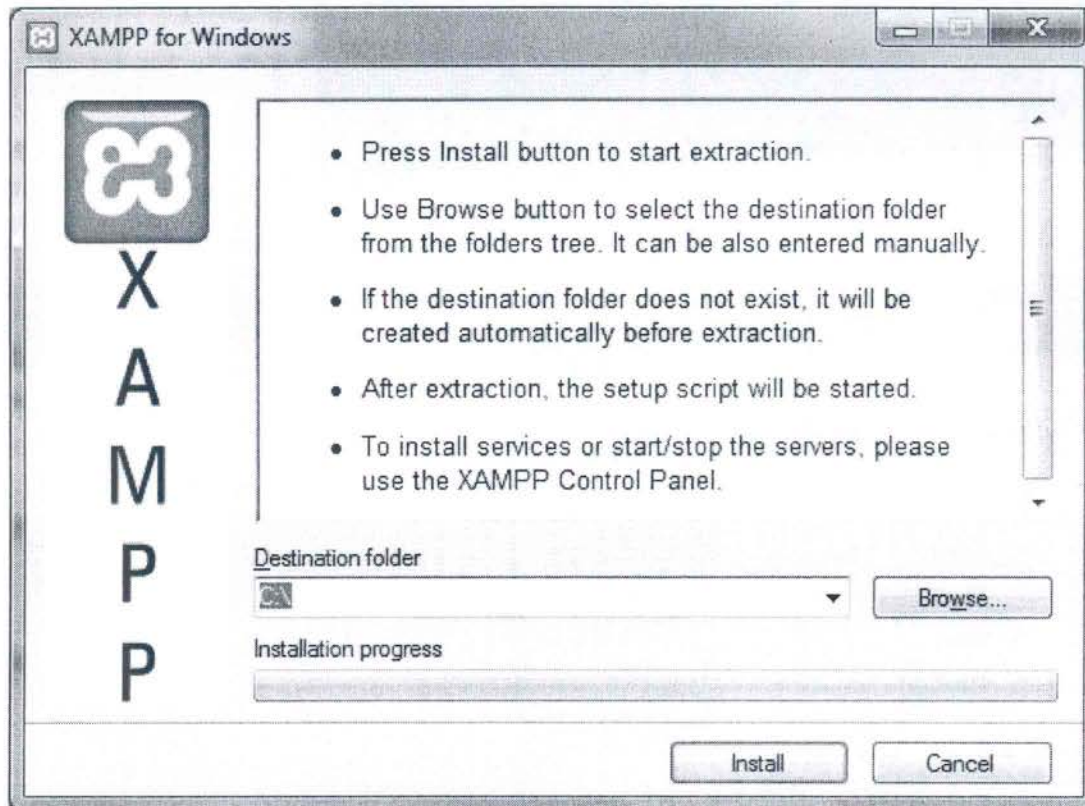 XAMPP for Windows
X
A
M
P
P
• Press Install button to start extraction.
• Use Browse button to select the destination folder
from the folders tree. It can be also entered manually.
• If the destination folder does not exist, it will be
created automatically before extraction.
• After extraction, the setup script will be started.
• To install services or start/stop the servers, please
use the XAMPP Control Panel.
Destination folder
C:\
Browse...
Installation progress
Install
Cancel